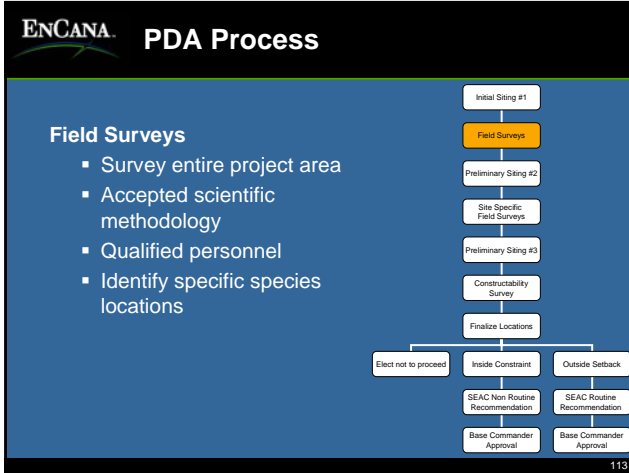 ENCANA™
PDA Process
Field Surveys
▪ Survey entire project area
▪ Accepted scientific
methodology
▪ Qualified personnel
▪ Identify specific species
locations
Initial Siting #1
Field Surveys
Preliminary Siting #2
Site Specific
Field Surveys
Preliminary Siting #3
Constructability
Survey
Finalize Locations
Elect not to proceed
Inside Constraint
Outside Setback
SEAC Non Routine
Recommendation
SEAC Routine
Recommendation
Base Commander
Approval
Base Commander
Approval
113